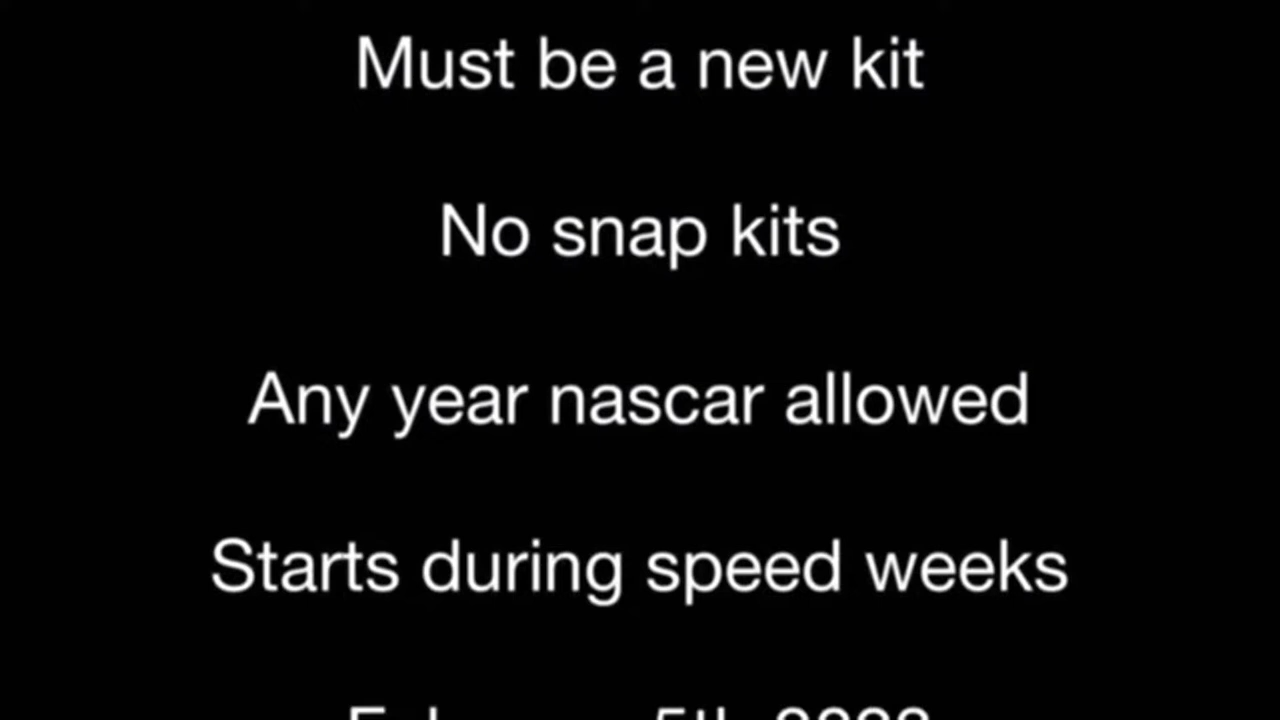 Must be a new kit
No snap kits
Any year nascar allowed
Starts during speed weeks